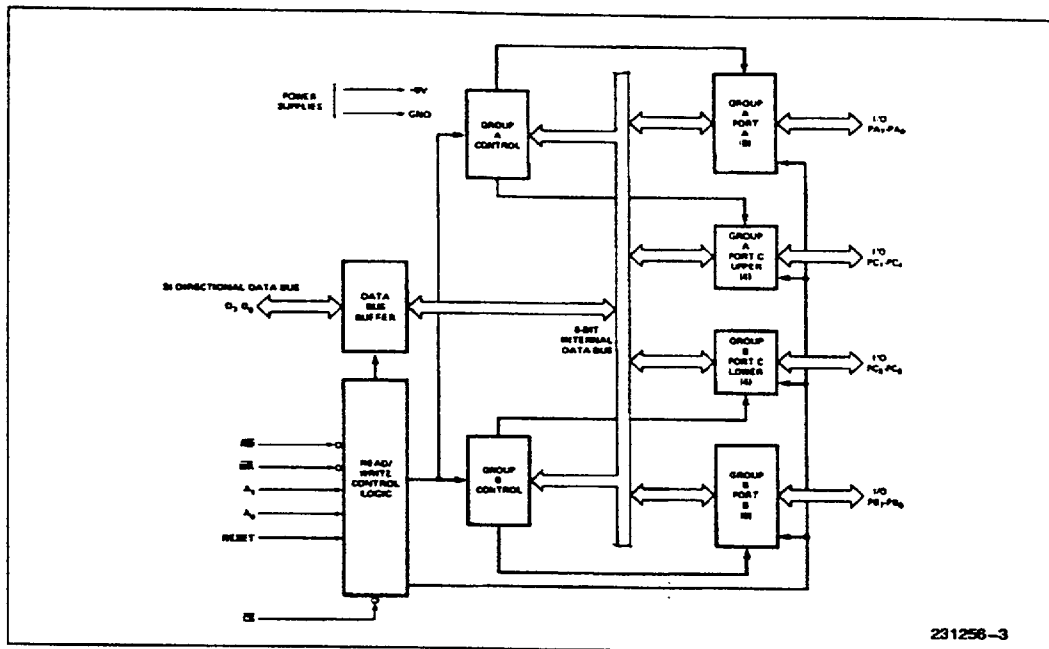 POWER
SUPPLIES
GND
GROUP
A
CONTROL
GROUP
A
PORT
A
(8)
I/O
PA7-PA0
GROUP
A
PORT C
UPPER
(4)
I/O
PC7-PC4
BI DIRECTIONAL DATA BUS
D7 D0
DATA
BUS
BUFFER
8-BIT
INTERNAL
DATA BUS
GROUP
B
PORT C
LOWER
(4)
I/O
PC3-PC0
RD
WR
A1
A0
RESET
CS
READ/
WRITE
CONTROL
LOGIC
GROUP
B
CONTROL
GROUP
B
PORT
B
(8)
I/O
PB7-PB0
231256-3